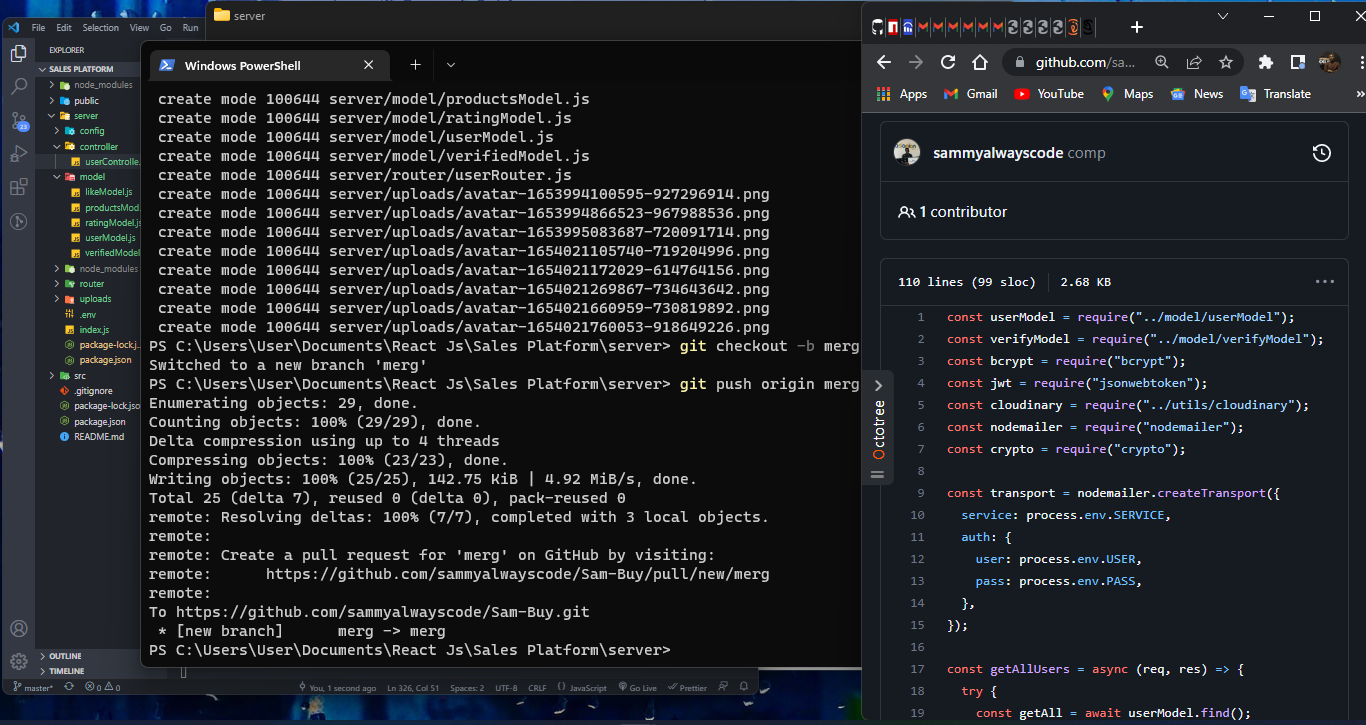 File Edit Selection View Go Run
EXPLORER
SALES PLATFORM
node_modules
public
server
config
controller
userControlle
model
likeModel.js
productsMod
ratingModel.js
userModel.js
verifiedModel
node_modules
router
uploads
.env
index.js
package-lock.j
package.json
src
.gitignore
package-lock.jso
package.json
README.md
OUTLINE
TIMELINE
23
master*
0 0
You, 1 second ago Ln 326, Col 51 Spaces: 2 UTF-8 CRLF JavaScript Go Live Prettier
server
Windows PowerShell
create mode 100644 server/model/productsModel.js
create mode 100644 server/model/ratingModel.js
create mode 100644 server/model/userModel.js
create mode 100644 server/model/verifiedModel.js
create mode 100644 server/router/userRouter.js
create mode 100644 server/uploads/avatar-1653994100595-927296914.png
create mode 100644 server/uploads/avatar-1653994866523-967988536.png
create mode 100644 server/uploads/avatar-1653995083687-720091714.png
create mode 100644 server/uploads/avatar-1654021105740-719204996.png
create mode 100644 server/uploads/avatar-1654021172029-614764156.png
create mode 100644 server/uploads/avatar-1654021269867-734643642.png
create mode 100644 server/uploads/avatar-1654021660959-730819892.png
create mode 100644 server/uploads/avatar-1654021760053-918649226.png
PS C:\Users\User\Documents\React Js\Sales Platform\server> git checkout -b merg
Switched to a new branch 'merg'
PS C:\Users\User\Documents\React Js\Sales Platform\server> git push origin merg
Enumerating objects: 29, done.
Counting objects: 100% (29/29), done.
Delta compression using up to 4 threads
Compressing objects: 100% (23/23), done.
Writing objects: 100% (25/25), 142.75 KiB | 4.92 MiB/s, done.
Total 25 (delta 7), reused 0 (delta 0), pack-reused 0
remote: Resolving deltas: 100% (7/7), completed with 3 local objects.
remote:
remote: Create a pull request for 'merg' on GitHub by visiting:
remote: https://github.com/sammyalwayscode/Sam-Buy/pull/new/merg
remote:
To https://github.com/sammyalwayscode/Sam-Buy.git
* [new branch] merg -> merg
PS C:\Users\User\Documents\React Js\Sales Platform\server>
github.com/sa...
Apps Gmail YouTube Maps News Translate
sammyalwayscode comp
1 contributor
110 lines (99 sloc) 2.68 KB
Octotree
1 const userModel = require("../model/userModel");
2 const verifyModel = require("../model/verifyModel");
3 const bcrypt = require("bcrypt");
4 const jwt = require("jsonwebtoken");
5 const cloudinary = require("../utils/cloudinary");
6 const nodemailer = require("nodemailer");
7 const crypto = require("crypto");
8
9 const transport = nodemailer.createTransport({
10 service: process.env.SERVICE,
11 auth: {
12 user: process.env.USER,
13 pass: process.env.PASS,
14 },
15 });
16
17 const getAllUsers = async (req, res) => {
18 try {
19 const getAll = await userModel.find();